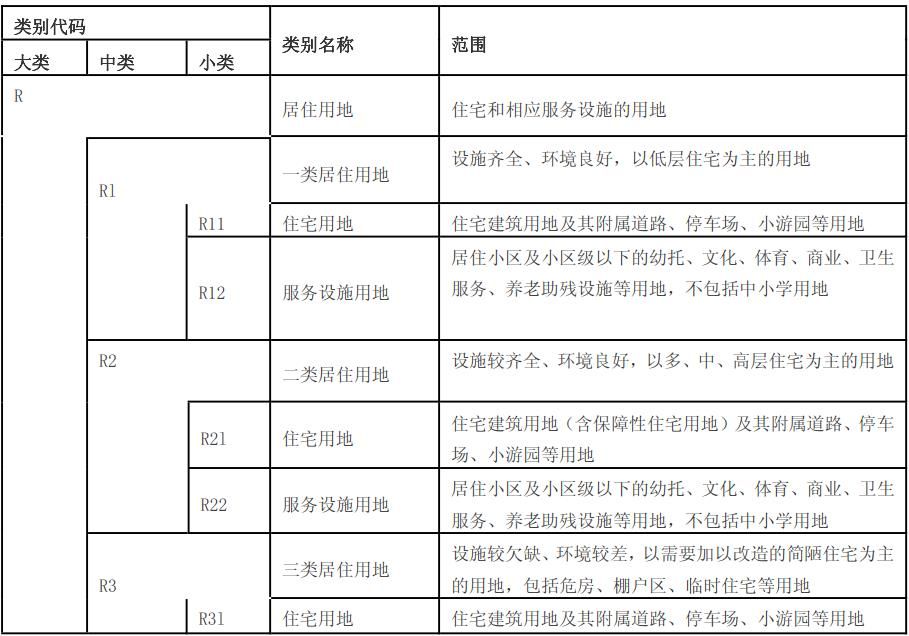 类别代码
类别名称
范围
大类
中类
小类
R
居住用地
住宅和相应服务设施的用地
R1
一类居住用地
设施齐全、环境良好，以低层住宅为主的用地
R11
住宅用地
住宅建筑用地及其附属道路、停车场、小游园等用地
R12
服务设施用地
居住小区及小区级以下的幼托、文化、体育、商业、卫生
服务、养老助残设施等用地，不包括中小学用地
R2
二类居住用地
设施较齐全、环境良好，以多、中、高层住宅为主的用地
R21
住宅用地
住宅建筑用地（含保障性住宅用地）及其附属道路、停车
场、小游园等用地
R22
服务设施用地
居住小区及小区级以下的幼托、文化、体育、商业、卫生
服务、养老助残设施等用地，不包括中小学用地
R3
三类居住用地
设施较欠缺、环境较差，以需要加以改造的简陋住宅为主
的用地，包括危房、棚户区、临时住宅等用地
R31
住宅用地
住宅建筑用地及其附属道路、停车场、小游园等用地